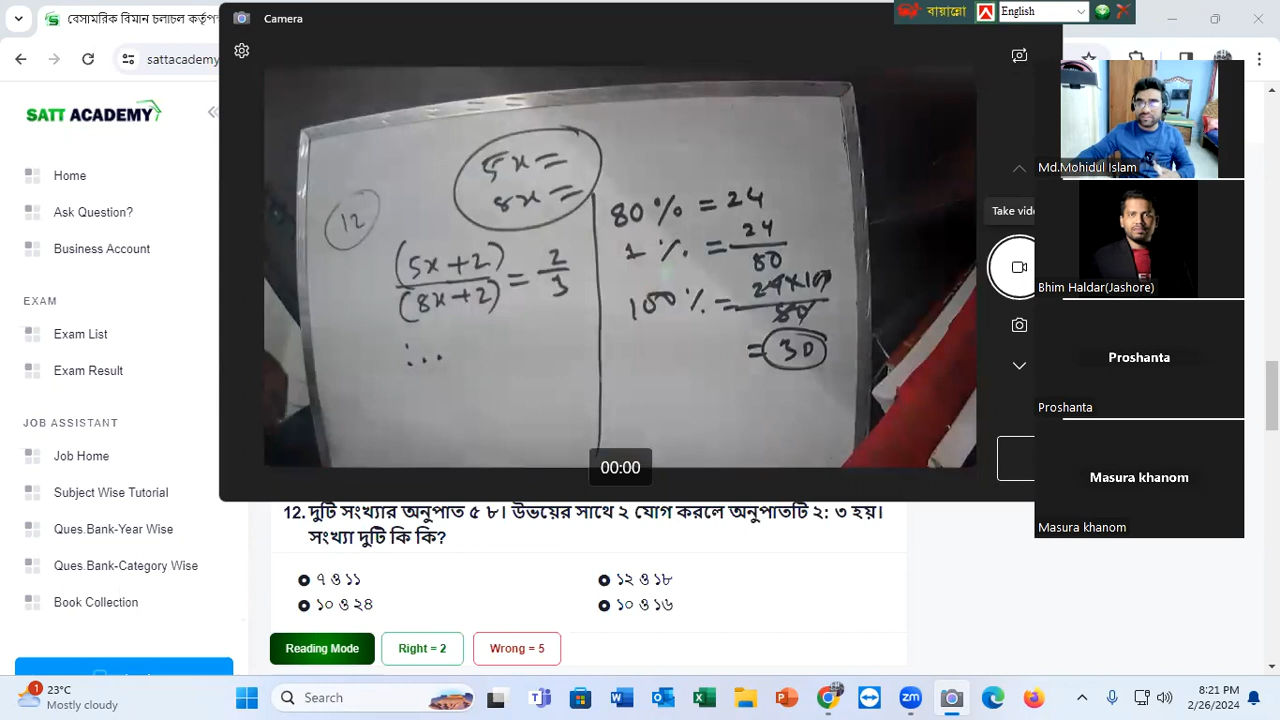 বেসামরিক বিমান চলাচল কর্তৃপ
Camera
বায়ান্নো
English
sattacademy
SATT ACADEMY
Home
Ask Question?
Business Account
EXAM
Exam List
Exam Result
JOB ASSISTANT
Job Home
Subject Wise Tutorial
Ques.Bank-Year Wise
Ques.Bank-Category Wise
Book Collection
12
5x =
8x =
(5x+2)
(8x+2)
= 2
3
∴
80% = 24
1% = 24
80
100% = 24×100
80
= 30
00:00
Take vide
Md.Mohidul Islam
Bhim Haldar(Jashore)
Proshanta
Proshanta
Masura khanom
Masura khanom
12. দুটি সংখ্যার অনুপাত ৫ ৮। উভয়ের সাথে ২ যোগ করলে অনুপাতটি ২: ৩ হয়।
সংখ্যা দুটি কি কি?
৭ ও ১১
১২ ও ১৮
১০ ও ২৪
১০ ও ১৬
Reading Mode
Right = 2
Wrong = 5
1
23°C
Mostly cloudy
Search
8:21 PM
2/26/2024